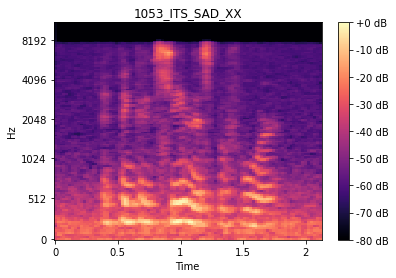 1053_ITS_SAD_XX
+0 dB
8192
-10 dB
4096
-20 dB
-30 dB
2048
Hz
-40 dB
1024
-50 dB
512
-60 dB
-70 dB
0
-80 dB
0 0.5 1 1.5 2
Time